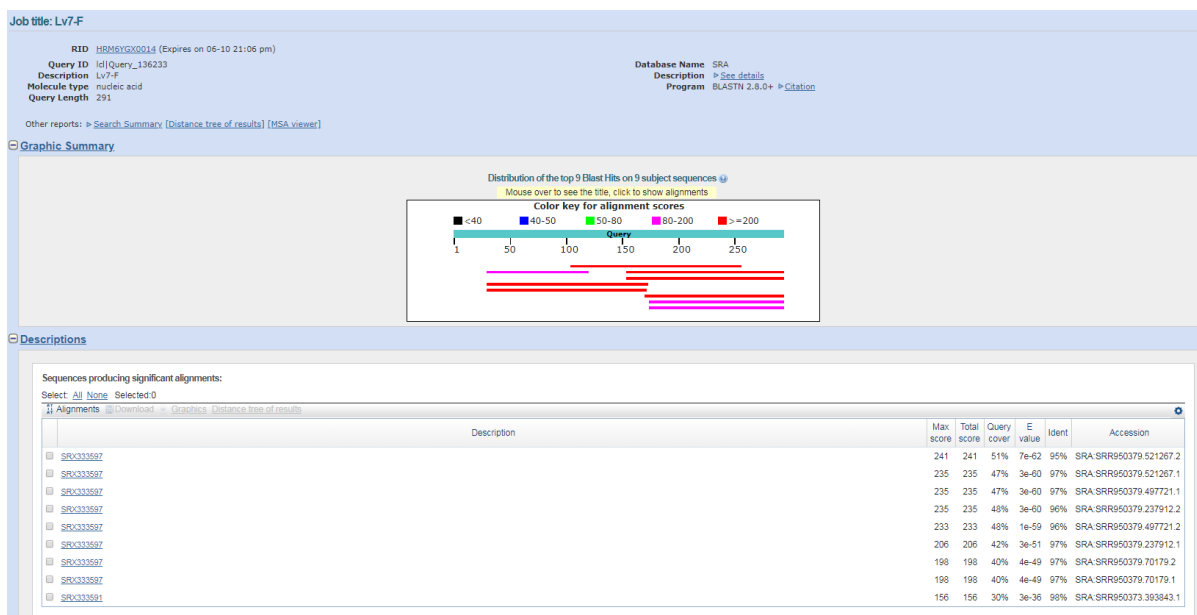 Job title: Lv7-F
RID HRM6YGX0014 (Expires on 06-10 21:06 pm)
Query ID lcl|Query_136233
Description Lv7-F
Molecule type nucleic acid
Query Length 291
Database Name SRA
Description See details
Program BLASTN 2.8.0+ Citation
Other reports: Search Summary [Distance tree of results] [MSA viewer]
Graphic Summary
Distribution of the top 9 Blast Hits on 9 subject sequences
Mouse over to see the title, click to show alignments
Color key for alignment scores
<40 40-50 50-80 80-200 >=200
Query
1 50 100 150 200 250
Descriptions
Sequences producing significant alignments:
Select: All None Selected:0
Alignments Download Graphics Distance tree of results
Description Max score Total score Query cover E value Ident Accession
SRX333597 241 241 51% 7e-62 95% SRA:SRR950379.521267.2
SRX333597 235 235 47% 3e-60 97% SRA:SRR950379.521267.1
SRX333597 235 235 47% 3e-60 97% SRA:SRR950379.497721.1
SRX333597 235 235 48% 3e-60 96% SRA:SRR950379.237912.2
SRX333597 233 233 48% 1e-59 96% SRA:SRR950379.497721.2
SRX333597 206 206 42% 3e-51 97% SRA:SRR950379.237912.1
SRX333597 198 198 40% 4e-49 97% SRA:SRR950379.70179.2
SRX333597 198 198 40% 4e-49 97% SRA:SRR950379.70179.1
SRX333591 156 156 30% 3e-36 98% SRA:SRR950373.393843.1